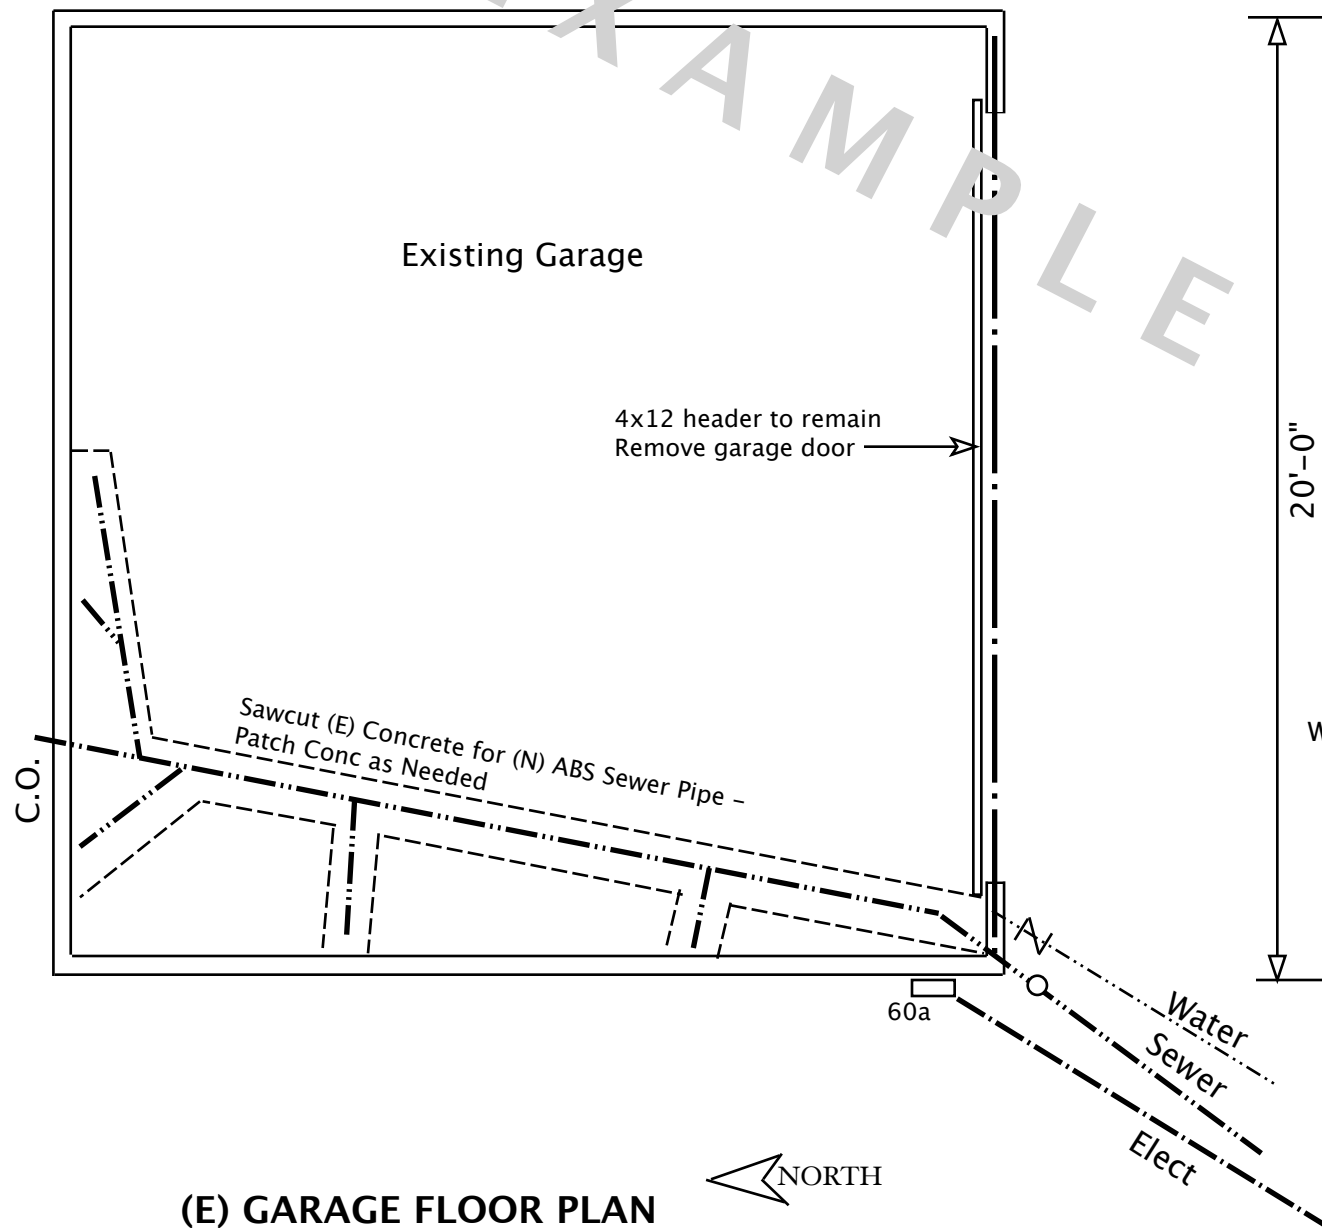 EXAMPLE
Existing Garage
4x12 header to remain
Remove garage door
20'-0"
Sawcut (E) Concrete for (N) ABS Sewer Pipe –
Patch Conc as Needed
C.O.
W
60a
Water
Sewer
Elect
NORTH
(E) GARAGE FLOOR PLAN